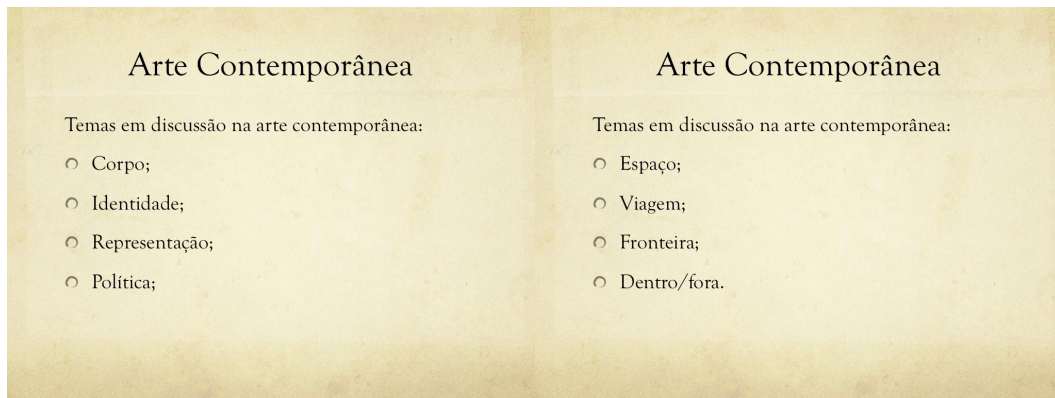 Arte Contemporânea
Temas em discussão na arte contemporânea:
Corpo;
Identidade;
Representação;
Política;
Arte Contemporânea
Temas em discussão na arte contemporânea:
Espaço;
Viagem;
Fronteira;
Dentro/fora.